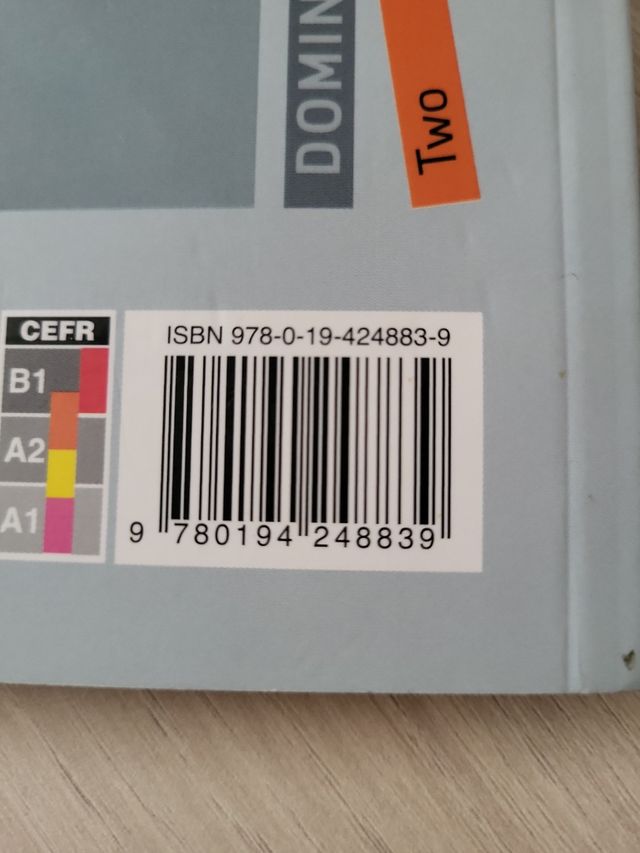 DOMIN
Two
CEFR
B1
A2
A1
ISBN 978-0-19-424883-9
9 780194 248839